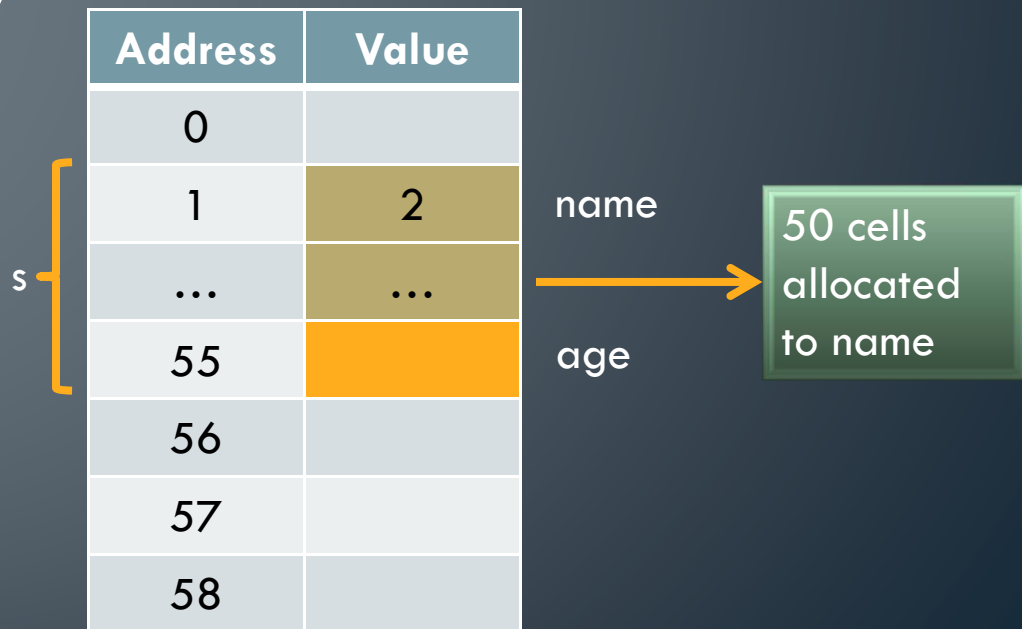 Address Value
0
1 2 name
s ... ... 
55 age
56
57
58
50 cells
allocated
to name